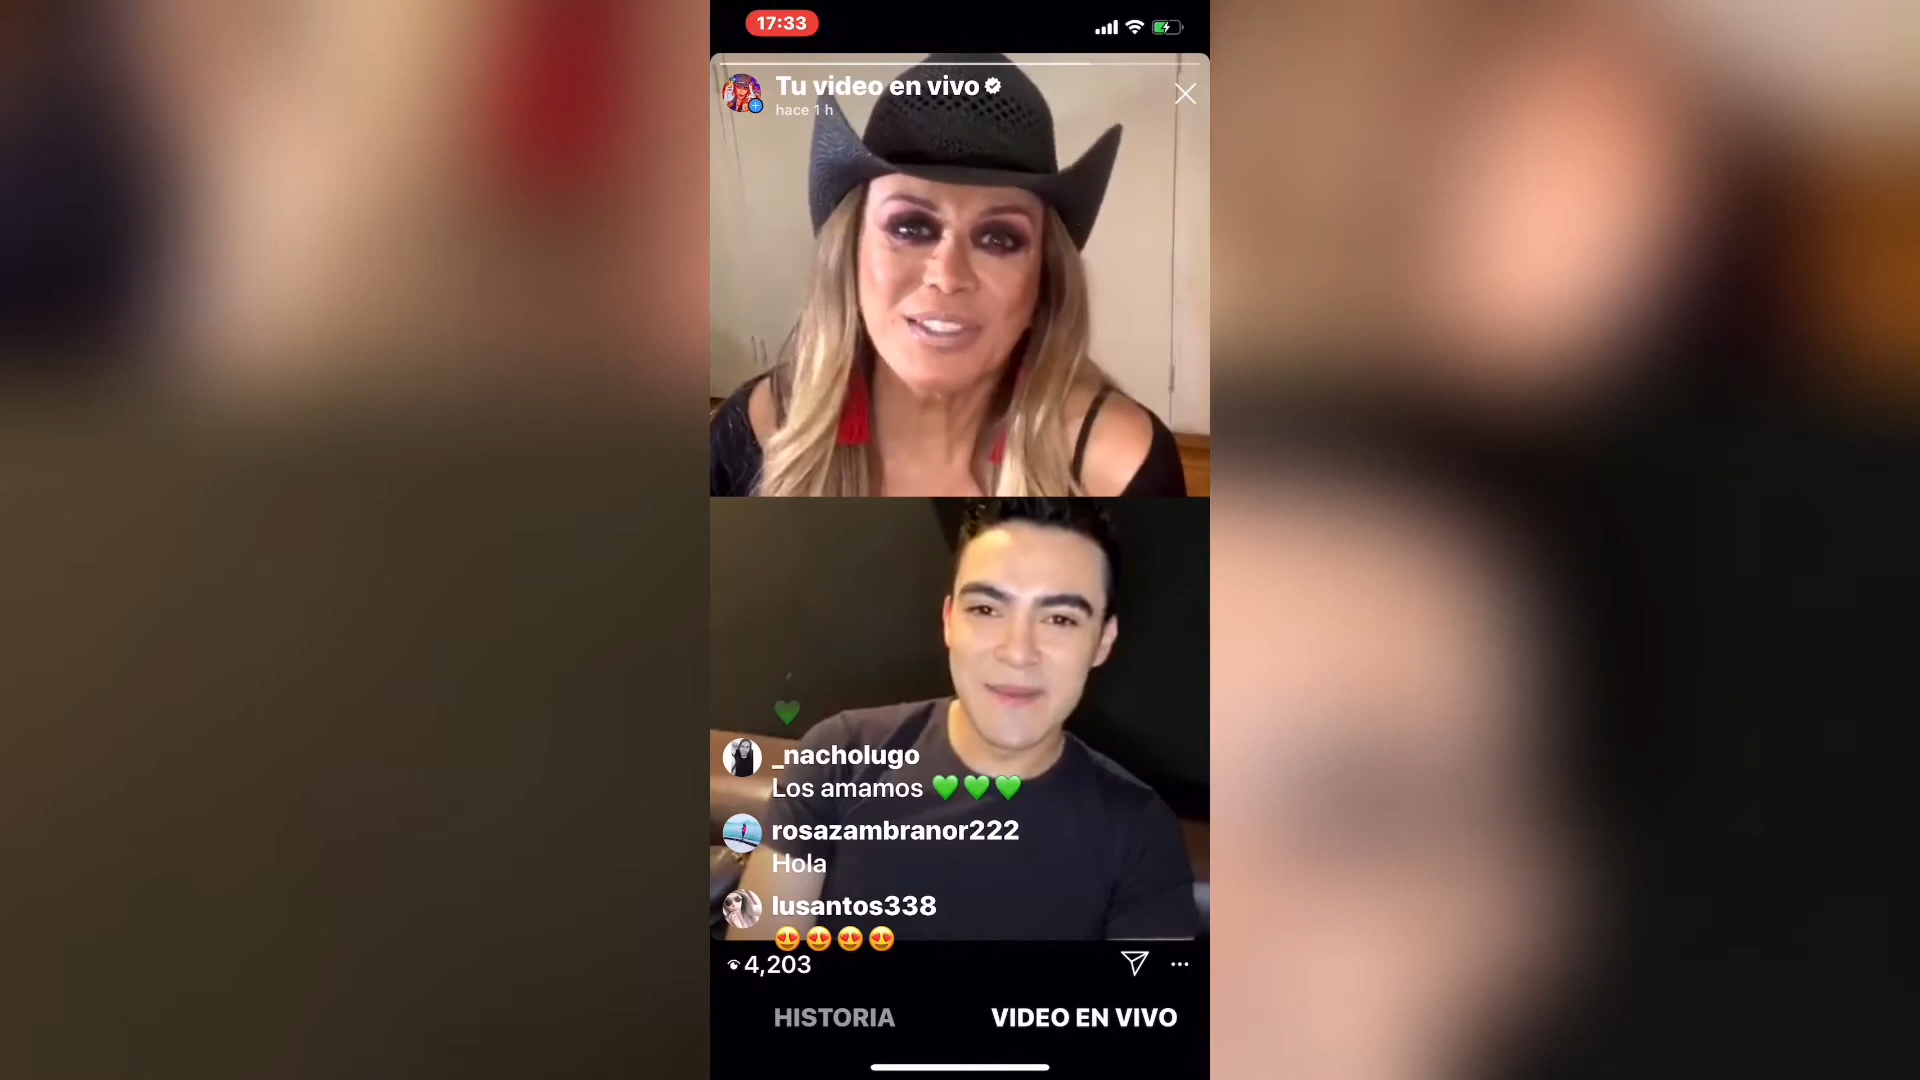 17:33
Tu video en vivo
hace 1 h
_nacholugo
Los amamos 💚💚💚
rosazambranor222
Hola
lusantos338
😍😍😍😍
4,203
HISTORIA
VIDEO EN VIVO